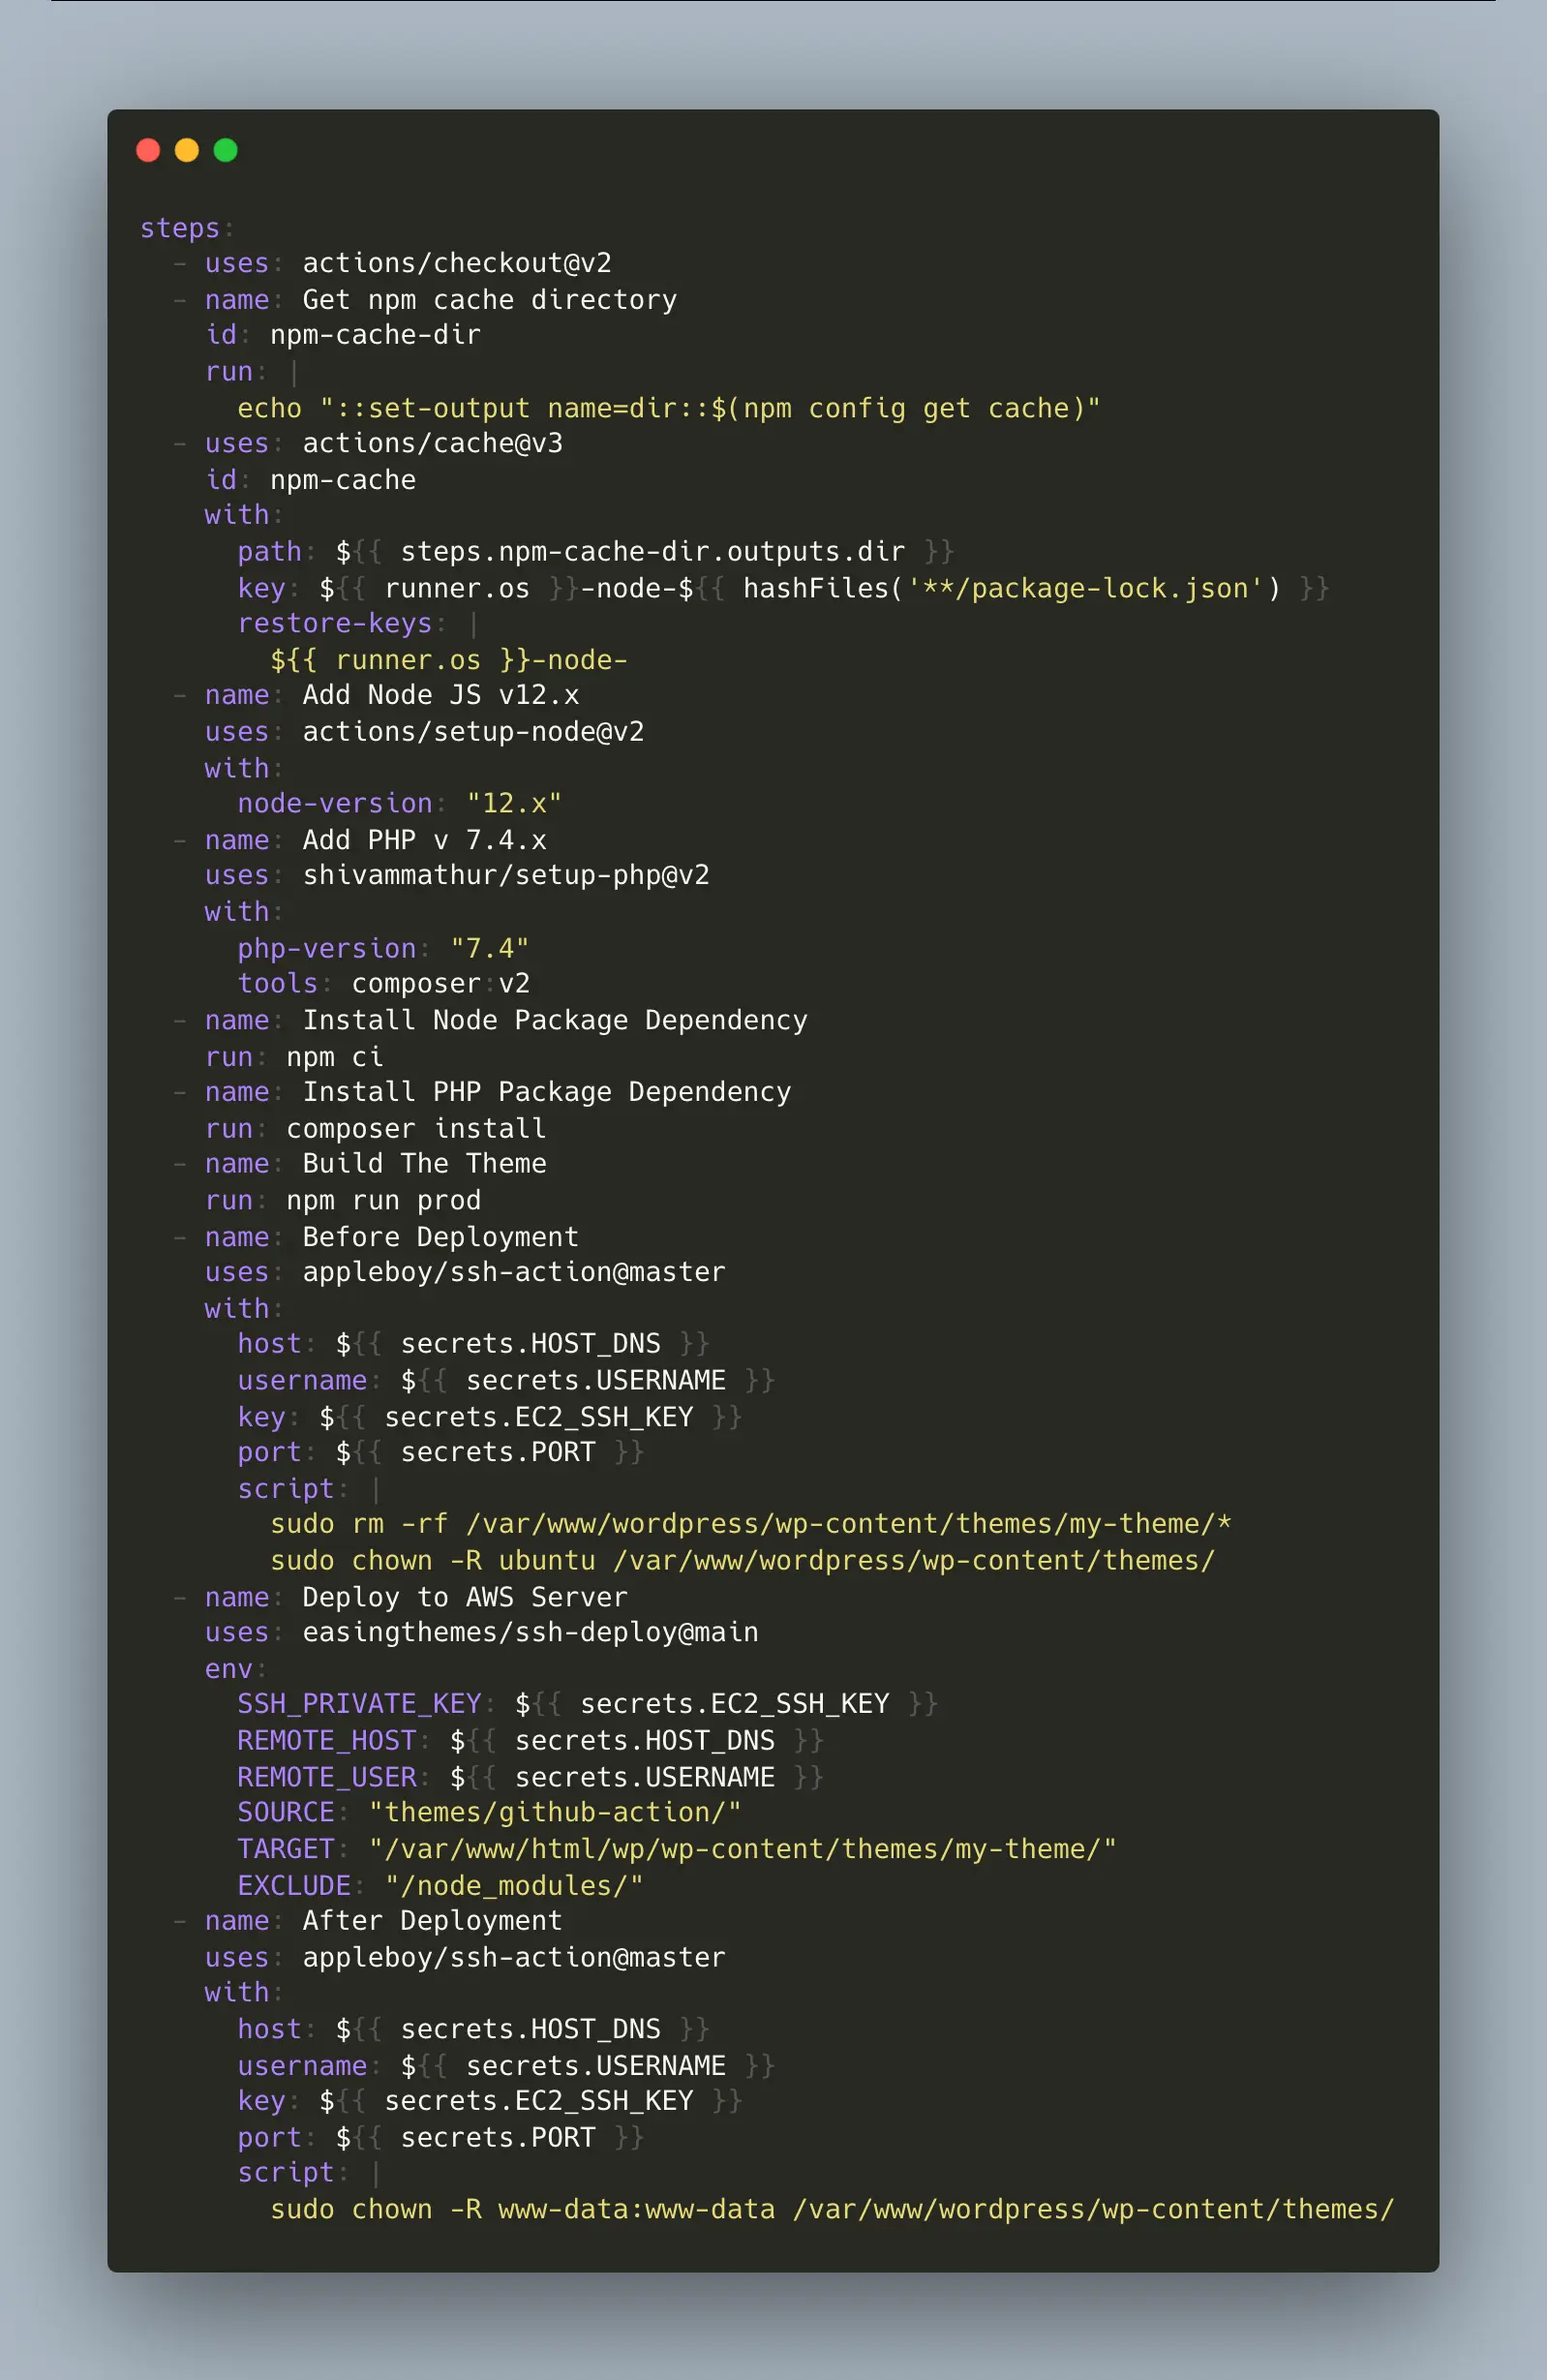 steps:
  - uses: actions/checkout@v2
  - name: Get npm cache directory
    id: npm-cache-dir
    run: |
      echo "::set-output name=dir::$(npm config get cache)"
  - uses: actions/cache@v3
    id: npm-cache
    with:
      path: ${{ steps.npm-cache-dir.outputs.dir }}
      key: ${{ runner.os }}-node-${{ hashFiles('**/package-lock.json') }}
      restore-keys: |
        ${{ runner.os }}-node-
  - name: Add Node JS v12.x
    uses: actions/setup-node@v2
    with:
      node-version: "12.x"
  - name: Add PHP v 7.4.x
    uses: shivammathur/setup-php@v2
    with:
      php-version: "7.4"
      tools: composer:v2
  - name: Install Node Package Dependency
    run: npm ci
  - name: Install PHP Package Dependency
    run: composer install
  - name: Build The Theme
    run: npm run prod
  - name: Before Deployment
    uses: appleboy/ssh-action@master
    with:
      host: ${{ secrets.HOST_DNS }}
      username: ${{ secrets.USERNAME }}
      key: ${{ secrets.EC2_SSH_KEY }}
      port: ${{ secrets.PORT }}
      script: |
        sudo rm -rf /var/www/wordpress/wp-content/themes/my-theme/*
        sudo chown -R ubuntu /var/www/wordpress/wp-content/themes/
  - name: Deploy to AWS Server
    uses: easingthemes/ssh-deploy@main
    env:
      SSH_PRIVATE_KEY: ${{ secrets.EC2_SSH_KEY }}
      REMOTE_HOST: ${{ secrets.HOST_DNS }}
      REMOTE_USER: ${{ secrets.USERNAME }}
      SOURCE: "themes/github-action/"
      TARGET: "/var/www/html/wp/wp-content/themes/my-theme/"
      EXCLUDE: "/node_modules/"
  - name: After Deployment
    uses: appleboy/ssh-action@master
    with:
      host: ${{ secrets.HOST_DNS }}
      username: ${{ secrets.USERNAME }}
      key: ${{ secrets.EC2_SSH_KEY }}
      port: ${{ secrets.PORT }}
      script: |
        sudo chown -R www-data:www-data /var/www/wordpress/wp-content/themes/